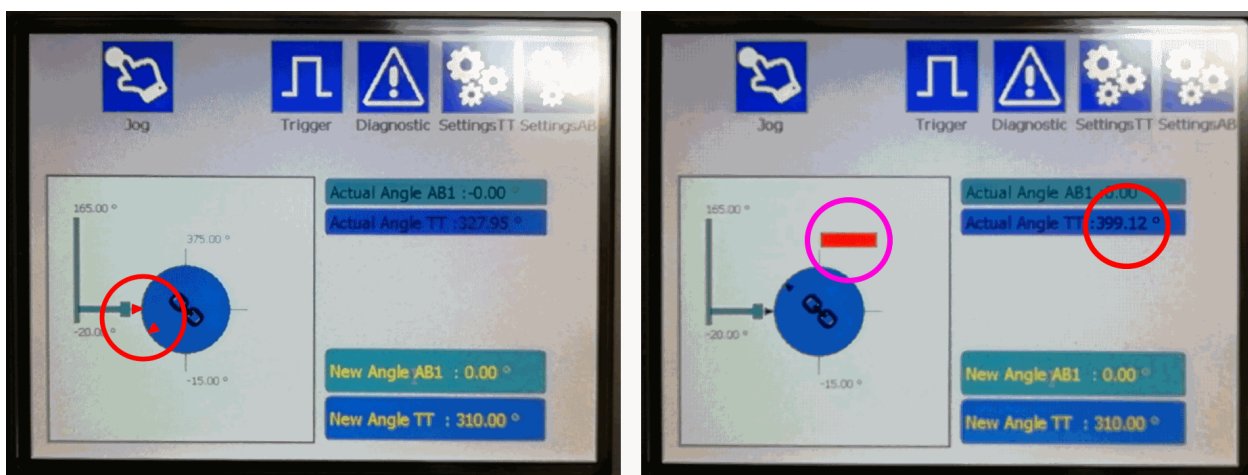 Jog Trigger Diagnostic SettingsTT SettingsAB
Actual Angle AB1 :-0.00 °
Actual Angle TT :327.95 °
165.00 °
375.00 °
-20.00 °
-15.00 °
New Angle AB1 : 0.00 °
New Angle TT : 310.00 °
Jog Trigger Diagnostic SettingsTT SettingsAB
Actual Angle AB1 :0.00 °
Actual Angle TT :399.12 °
165.00 °
-20.00 °
-15.00 °
New Angle AB1 : 0.00 °
New Angle TT : 310.00 °